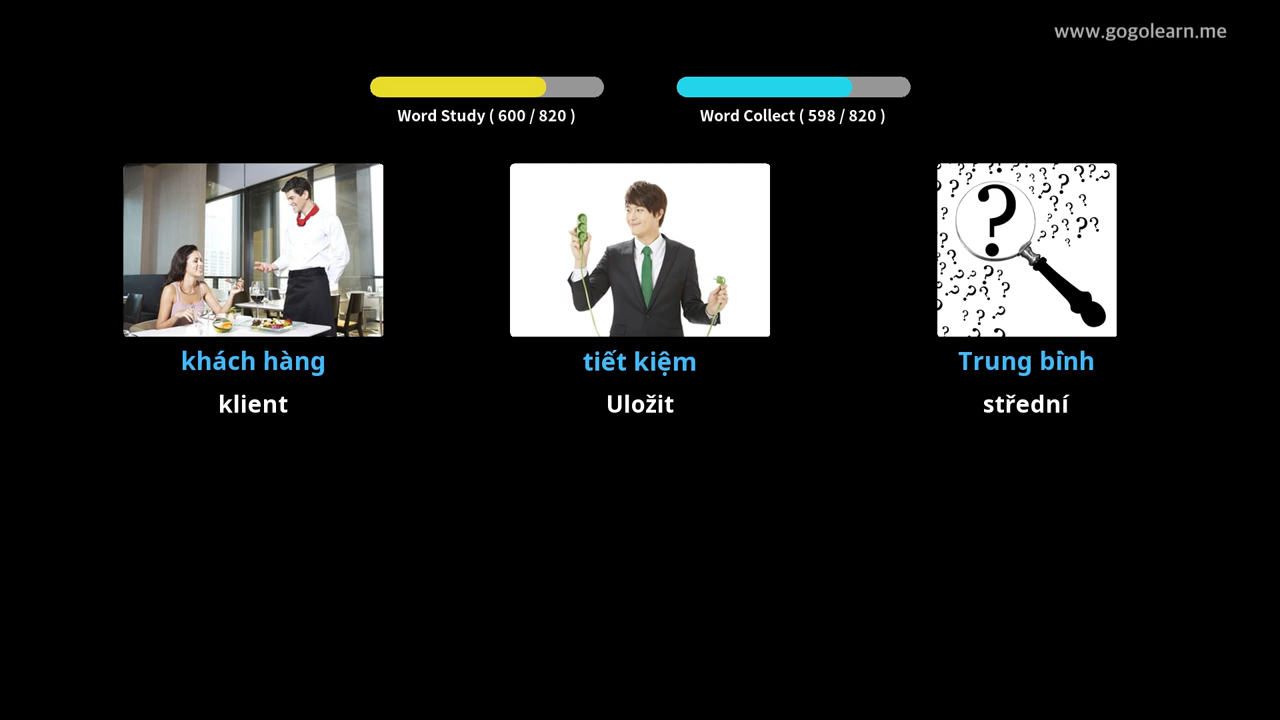 www.gogolearn.me
Word Study ( 600 / 820 )
Word Collect ( 598 / 820 )
khách hàng
tiết kiệm
Trung bình
klient
Uložit
střední